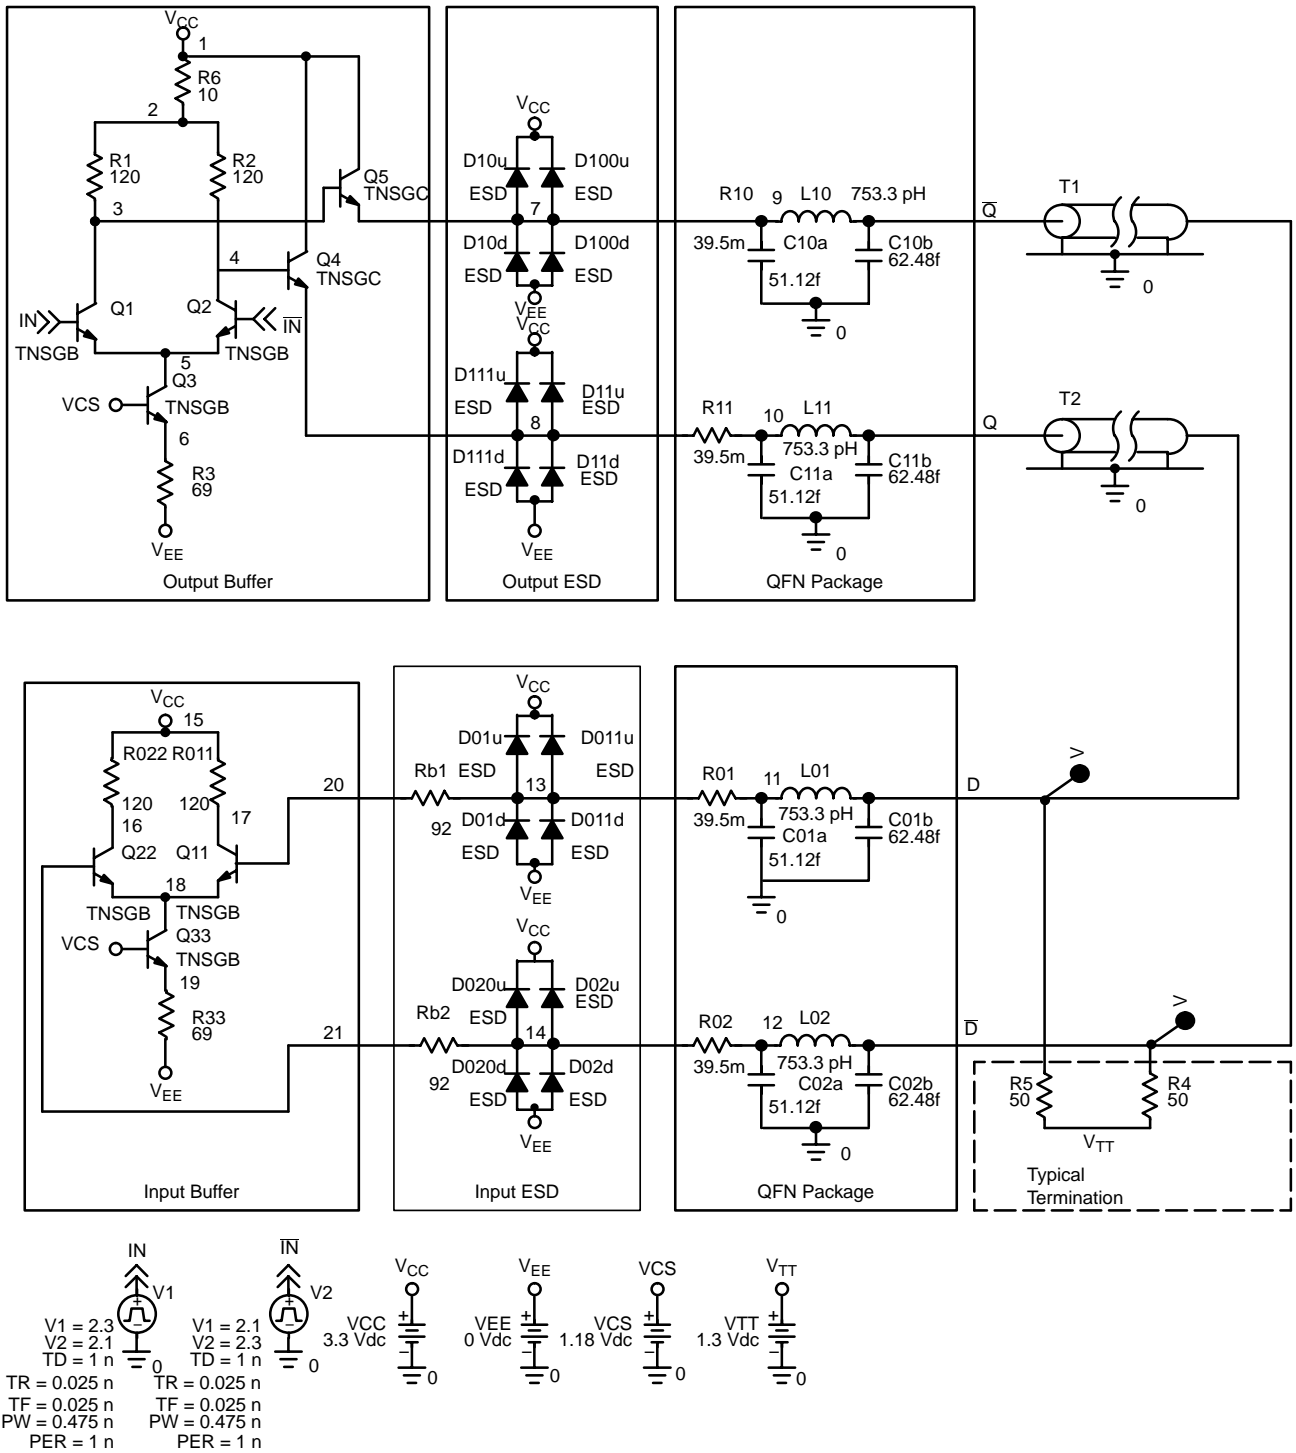 VCC
1
R6
10
2
R1
120
R2
120
3
Q5
TNSGC
4
Q4
TNSGC
IN
Q1
Q2
IN
TNSGB
TNSGB
5
Q3
VCS
TNSGB
6
R3
69
VEE
Output Buffer
VCC
D10u
D100u
ESD
ESD
7
D10d
D100d
ESD
ESD
VEE
VCC
D111u
D11u
ESD
ESD
8
D111d
D11d
ESD
ESD
VEE
Output ESD
R10
9
L10
753.3 pH
39.5m
C10a
C10b
62.48f
51.12f
0
R11
10
L11
753.3 pH
39.5m
C11a
C11b
62.48f
51.12f
0
QFN Package
Q
T1
0
Q
T2
0
VCC
15
R022 R011
120
120
16
17
Q22
Q11
18
TNSGB
TNSGB
VCS
Q33
TNSGB
19
R33
69
VEE
Input Buffer
20
21
Rb1
92
Rb2
92
VCC
D01u
D011u
ESD
ESD
13
D01d
D011d
ESD
ESD
VEE
VCC
D020u
D02u
ESD
ESD
14
D020d
D02d
ESD
ESD
VEE
Input ESD
R01
11
L01
753.3 pH
39.5m
C01a
C01b
62.48f
51.12f
0
R02
12
L02
753.3 pH
39.5m
C02a
C02b
62.48f
51.12f
0
QFN Package
D
V
D
V
R5
50
R4
50
VTT
Typical
Termination
IN
V1
V1 = 2.3
V2 = 2.1
TD = 1 n
0
TR = 0.025 n
TF = 0.025 n
PW = 0.475 n
PER = 1 n
IN
V2
V1 = 2.1
V2 = 2.3
TD = 1 n
0
TR = 0.025 n
TF = 0.025 n
PW = 0.475 n
PER = 1 n
VCC
VCC
3.3 Vdc
0
VEE
VEE
0 Vdc
0
VCS
VCS
1.18 Vdc
0
VTT
VTT
1.3 Vdc
0